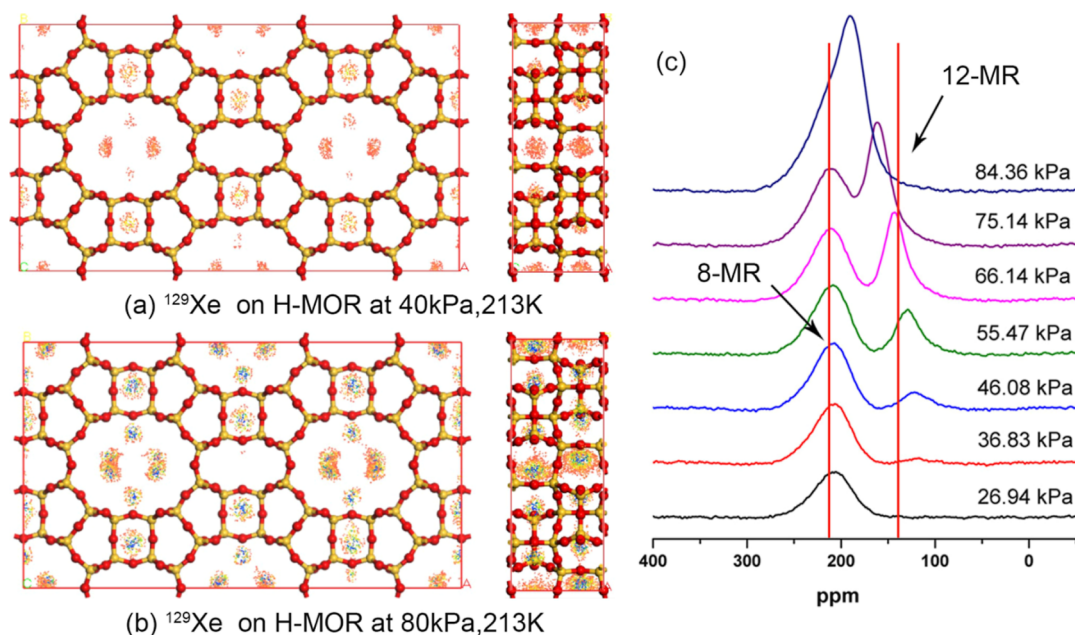 (a) ¹²⁹Xe on H-MOR at 40kPa,213K
(b) ¹²⁹Xe on H-MOR at 80kPa,213K
(c)
12-MR
8-MR
84.36 kPa
75.14 kPa
66.14 kPa
55.47 kPa
46.08 kPa
36.83 kPa
26.94 kPa
400 300 200 100 0
ppm
B
C
A
B
A
B
C
A
A